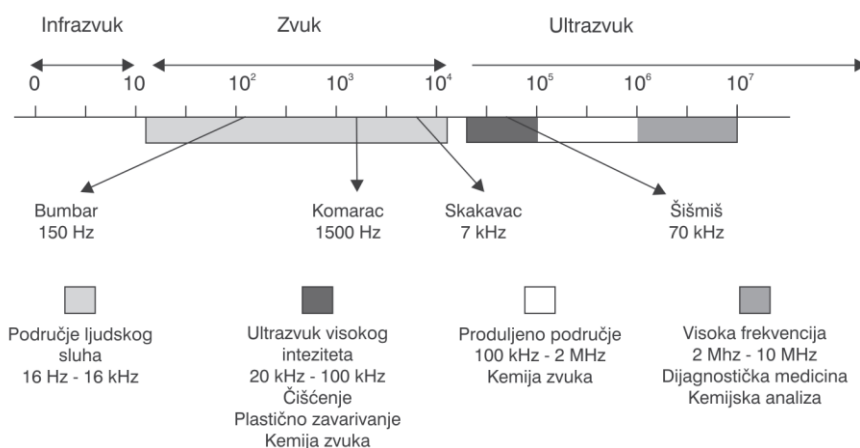 Infrazvuk Zvuk Ultrazvuk
0 10 10² 10³ 10⁴ 10⁵ 10⁶ 10⁷
Bumbar
150 Hz
Komarac
1500 Hz
Skakavac
7 kHz
Šišmiš
70 kHz
Područje ljudskog
sluha
16 Hz - 16 kHz
Ultrazvuk visokog
inteziteta
20 kHz - 100 kHz
Čišćenje
Plastično zavarivanje
Kemija zvuka
Produljeno područje
100 kHz - 2 MHz
Kemija zvuka
Visoka frekvencija
2 Mhz - 10 MHz
Dijagnostička medicina
Kemijska analiza